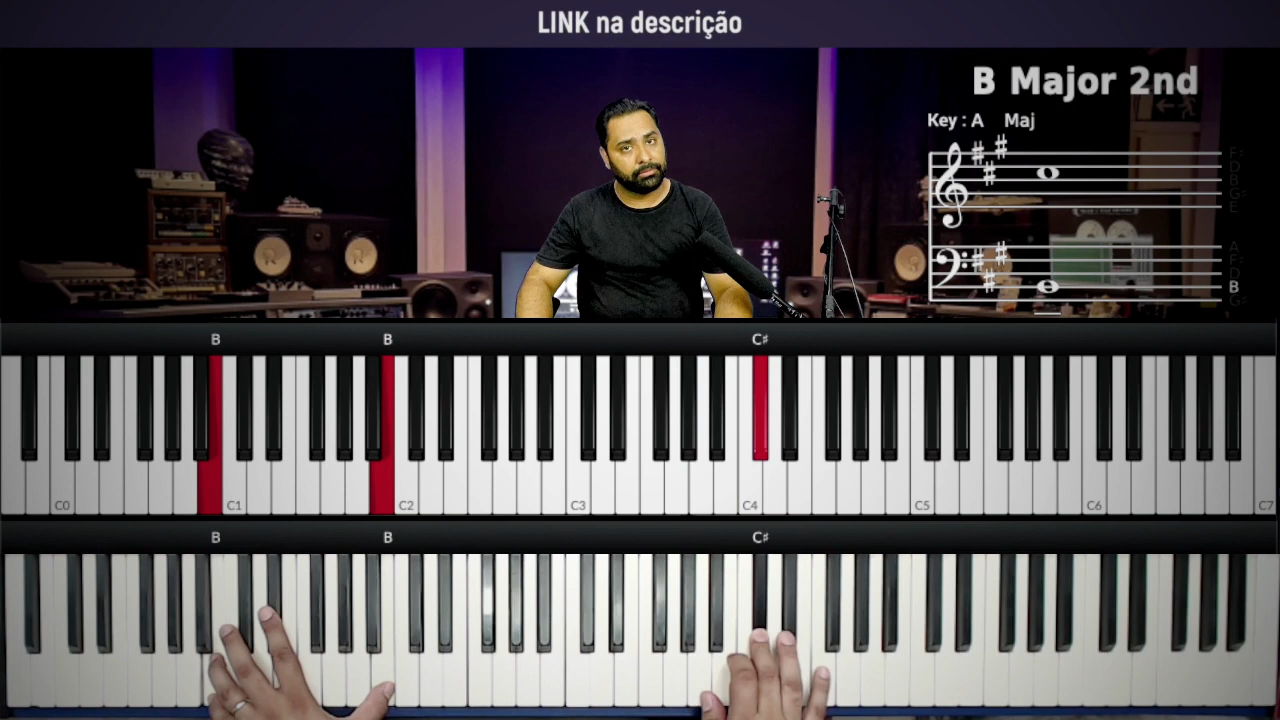 LINK na descrição
B Major 2nd
Key : A Maj
B B C♯
C0 C1 C2 C3 C4 C5 C6 C7
B B C♯